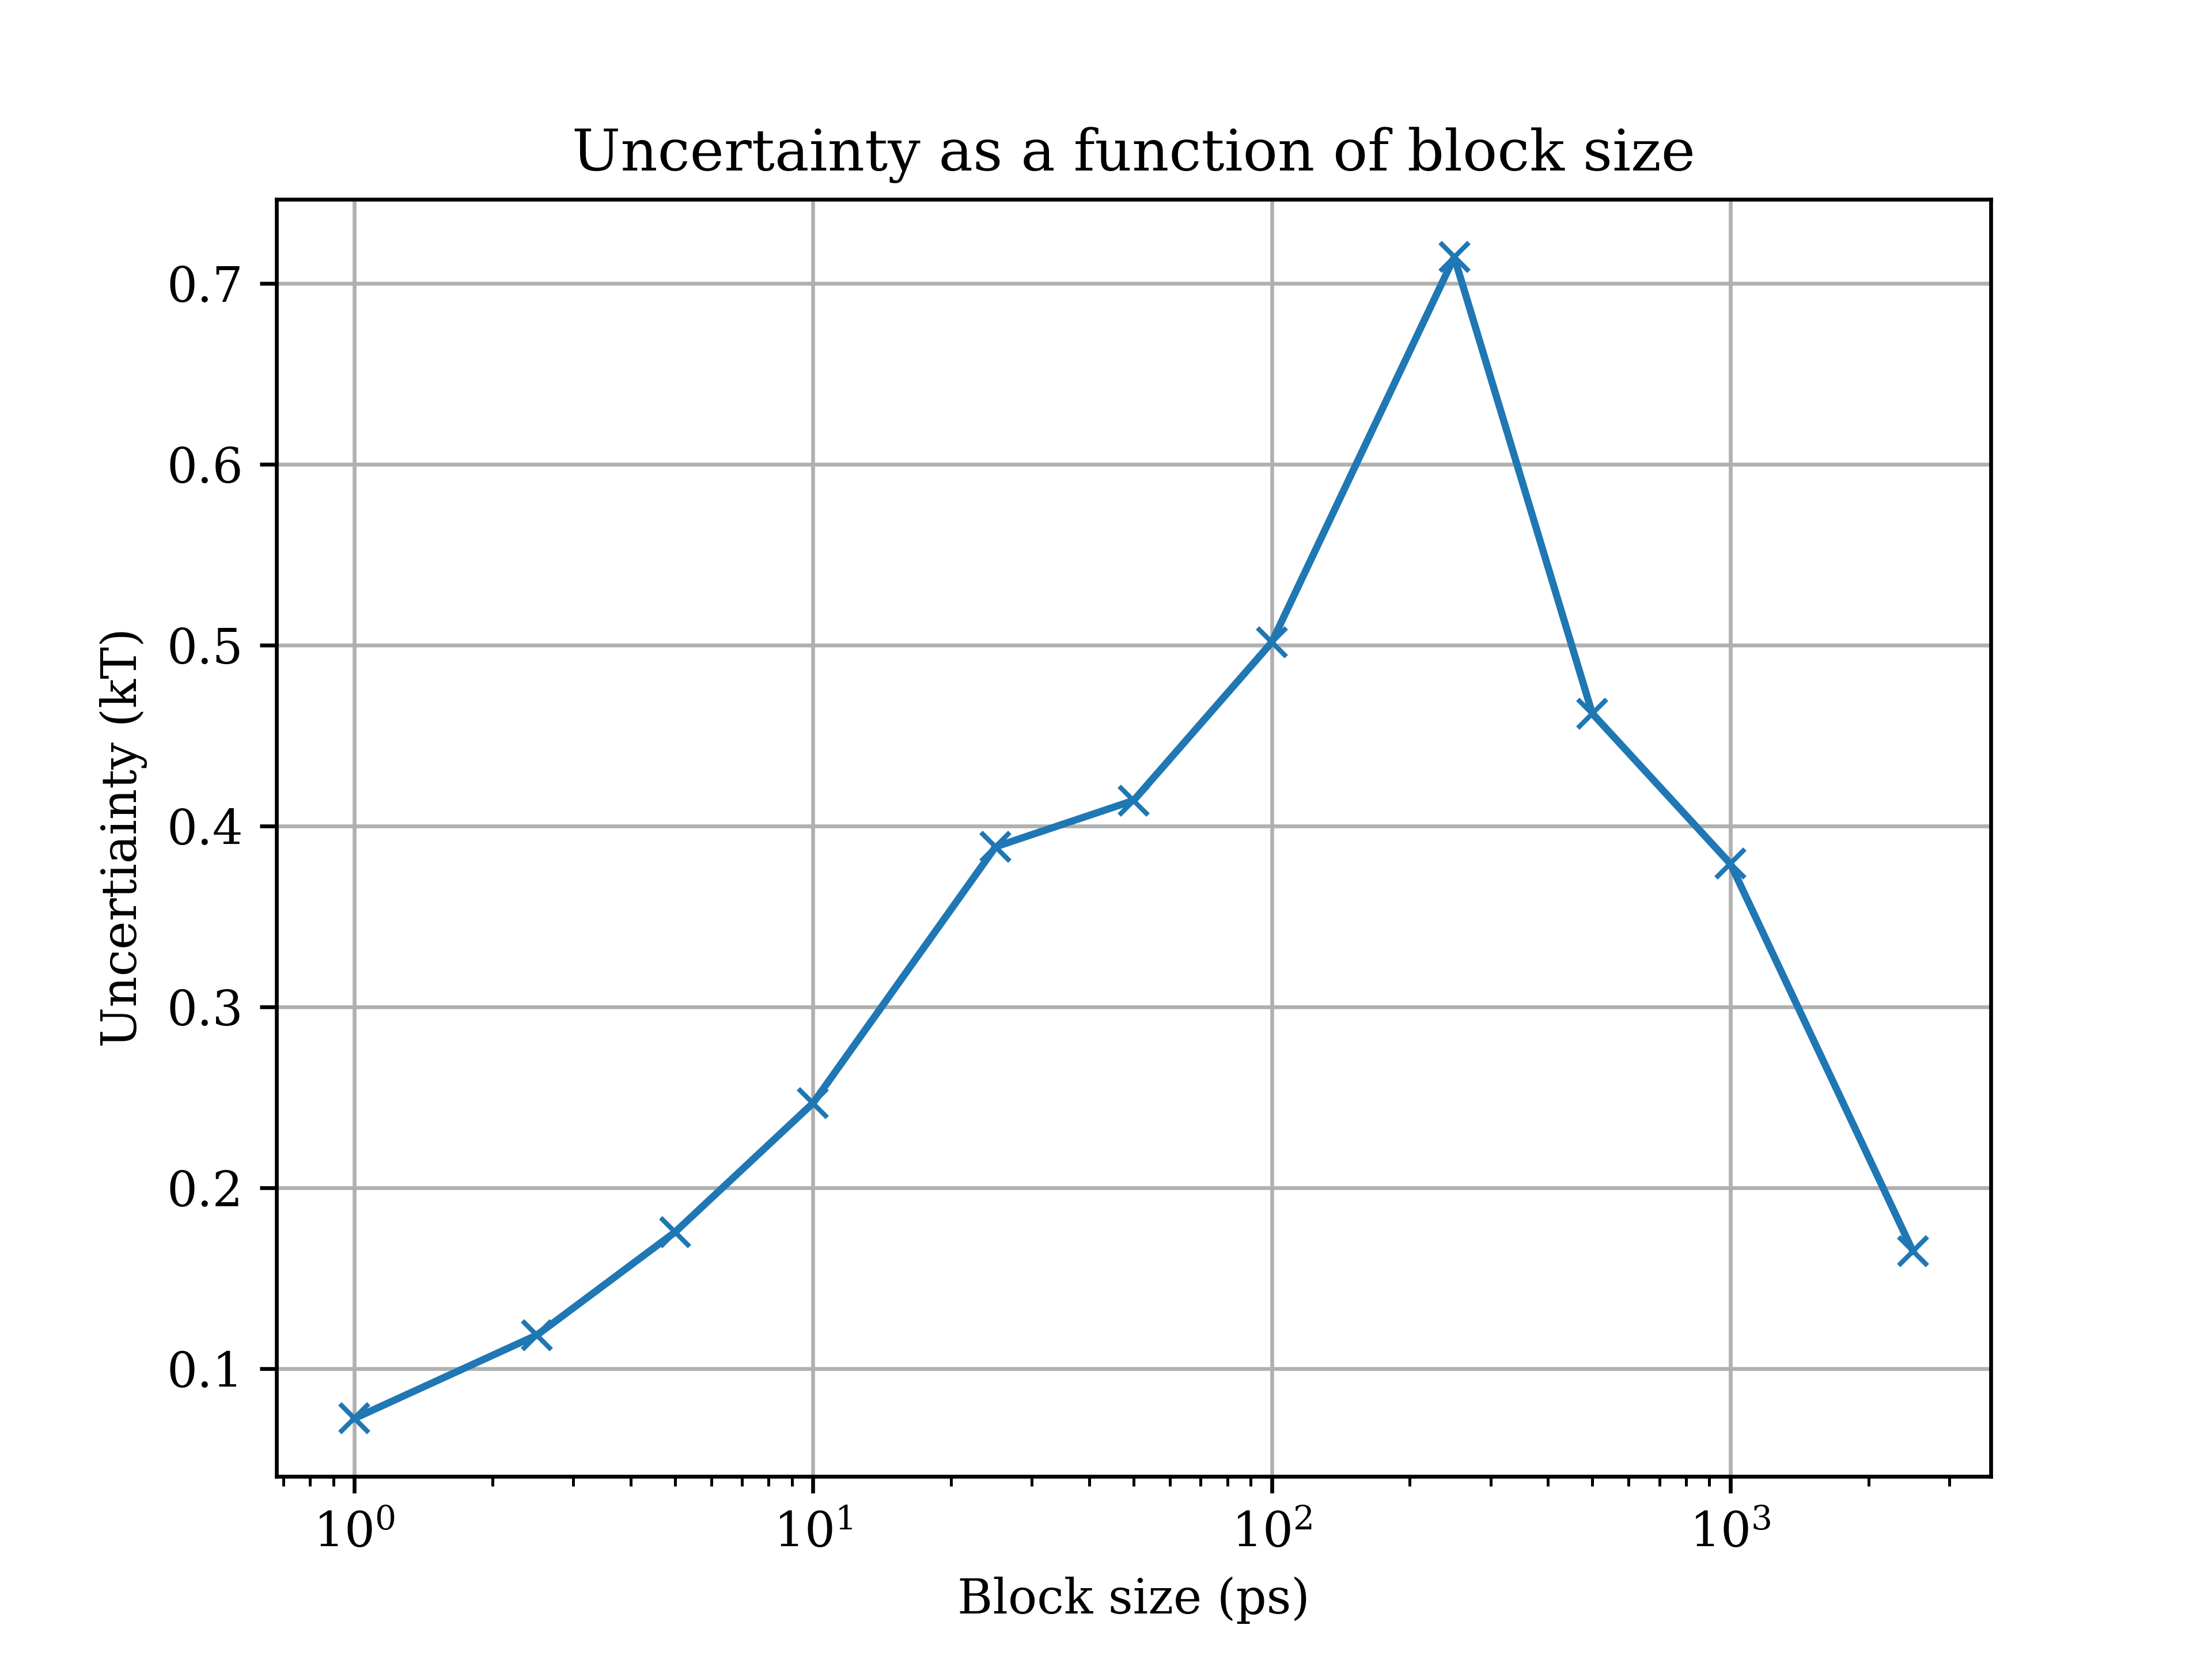 Uncertainty as a function of block size
Uncertiainty (kT)
0.7
0.6
0.5
0.4
0.3
0.2
0.1
10⁰ 10¹ 10² 10³
Block size (ps)